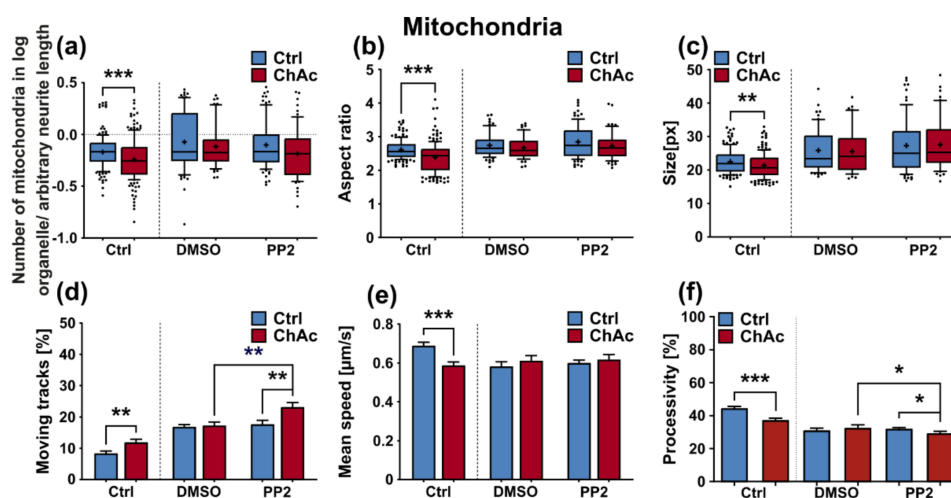 Mitochondria
(a)
Number of mitochondria in log
organelle/ arbitrary neurite length
Ctrl
ChAc
***
0.5
0.0
-0.5
-1.0
Ctrl DMSO PP2
(b)
Aspect ratio
Ctrl
ChAc
***
5
4
3
2
1
0
Ctrl DMSO PP2
(c)
Size[px]
Ctrl
ChAc
**
50
40
30
20
10
0
Ctrl DMSO PP2
(d)
Moving tracks [%]
Ctrl
ChAc
50
40
30
20
10
0
**
**
**
Ctrl DMSO PP2
(e)
Mean speed [µm/s]
Ctrl
ChAc
***
0.8
0.6
0.4
0.2
0
Ctrl DMSO PP2
(f)
Processivity [%]
Ctrl
ChAc
100
80
60
40
20
0
***
*
*
Ctrl DMSO PP2